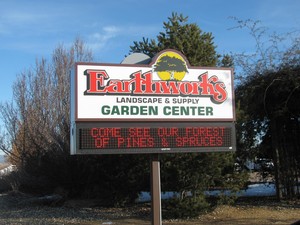 Earthworks
LANDSCAPE & SUPPLY
GARDEN CENTER
COME SEE OUR FOREST
OF PINES & SPRUCES